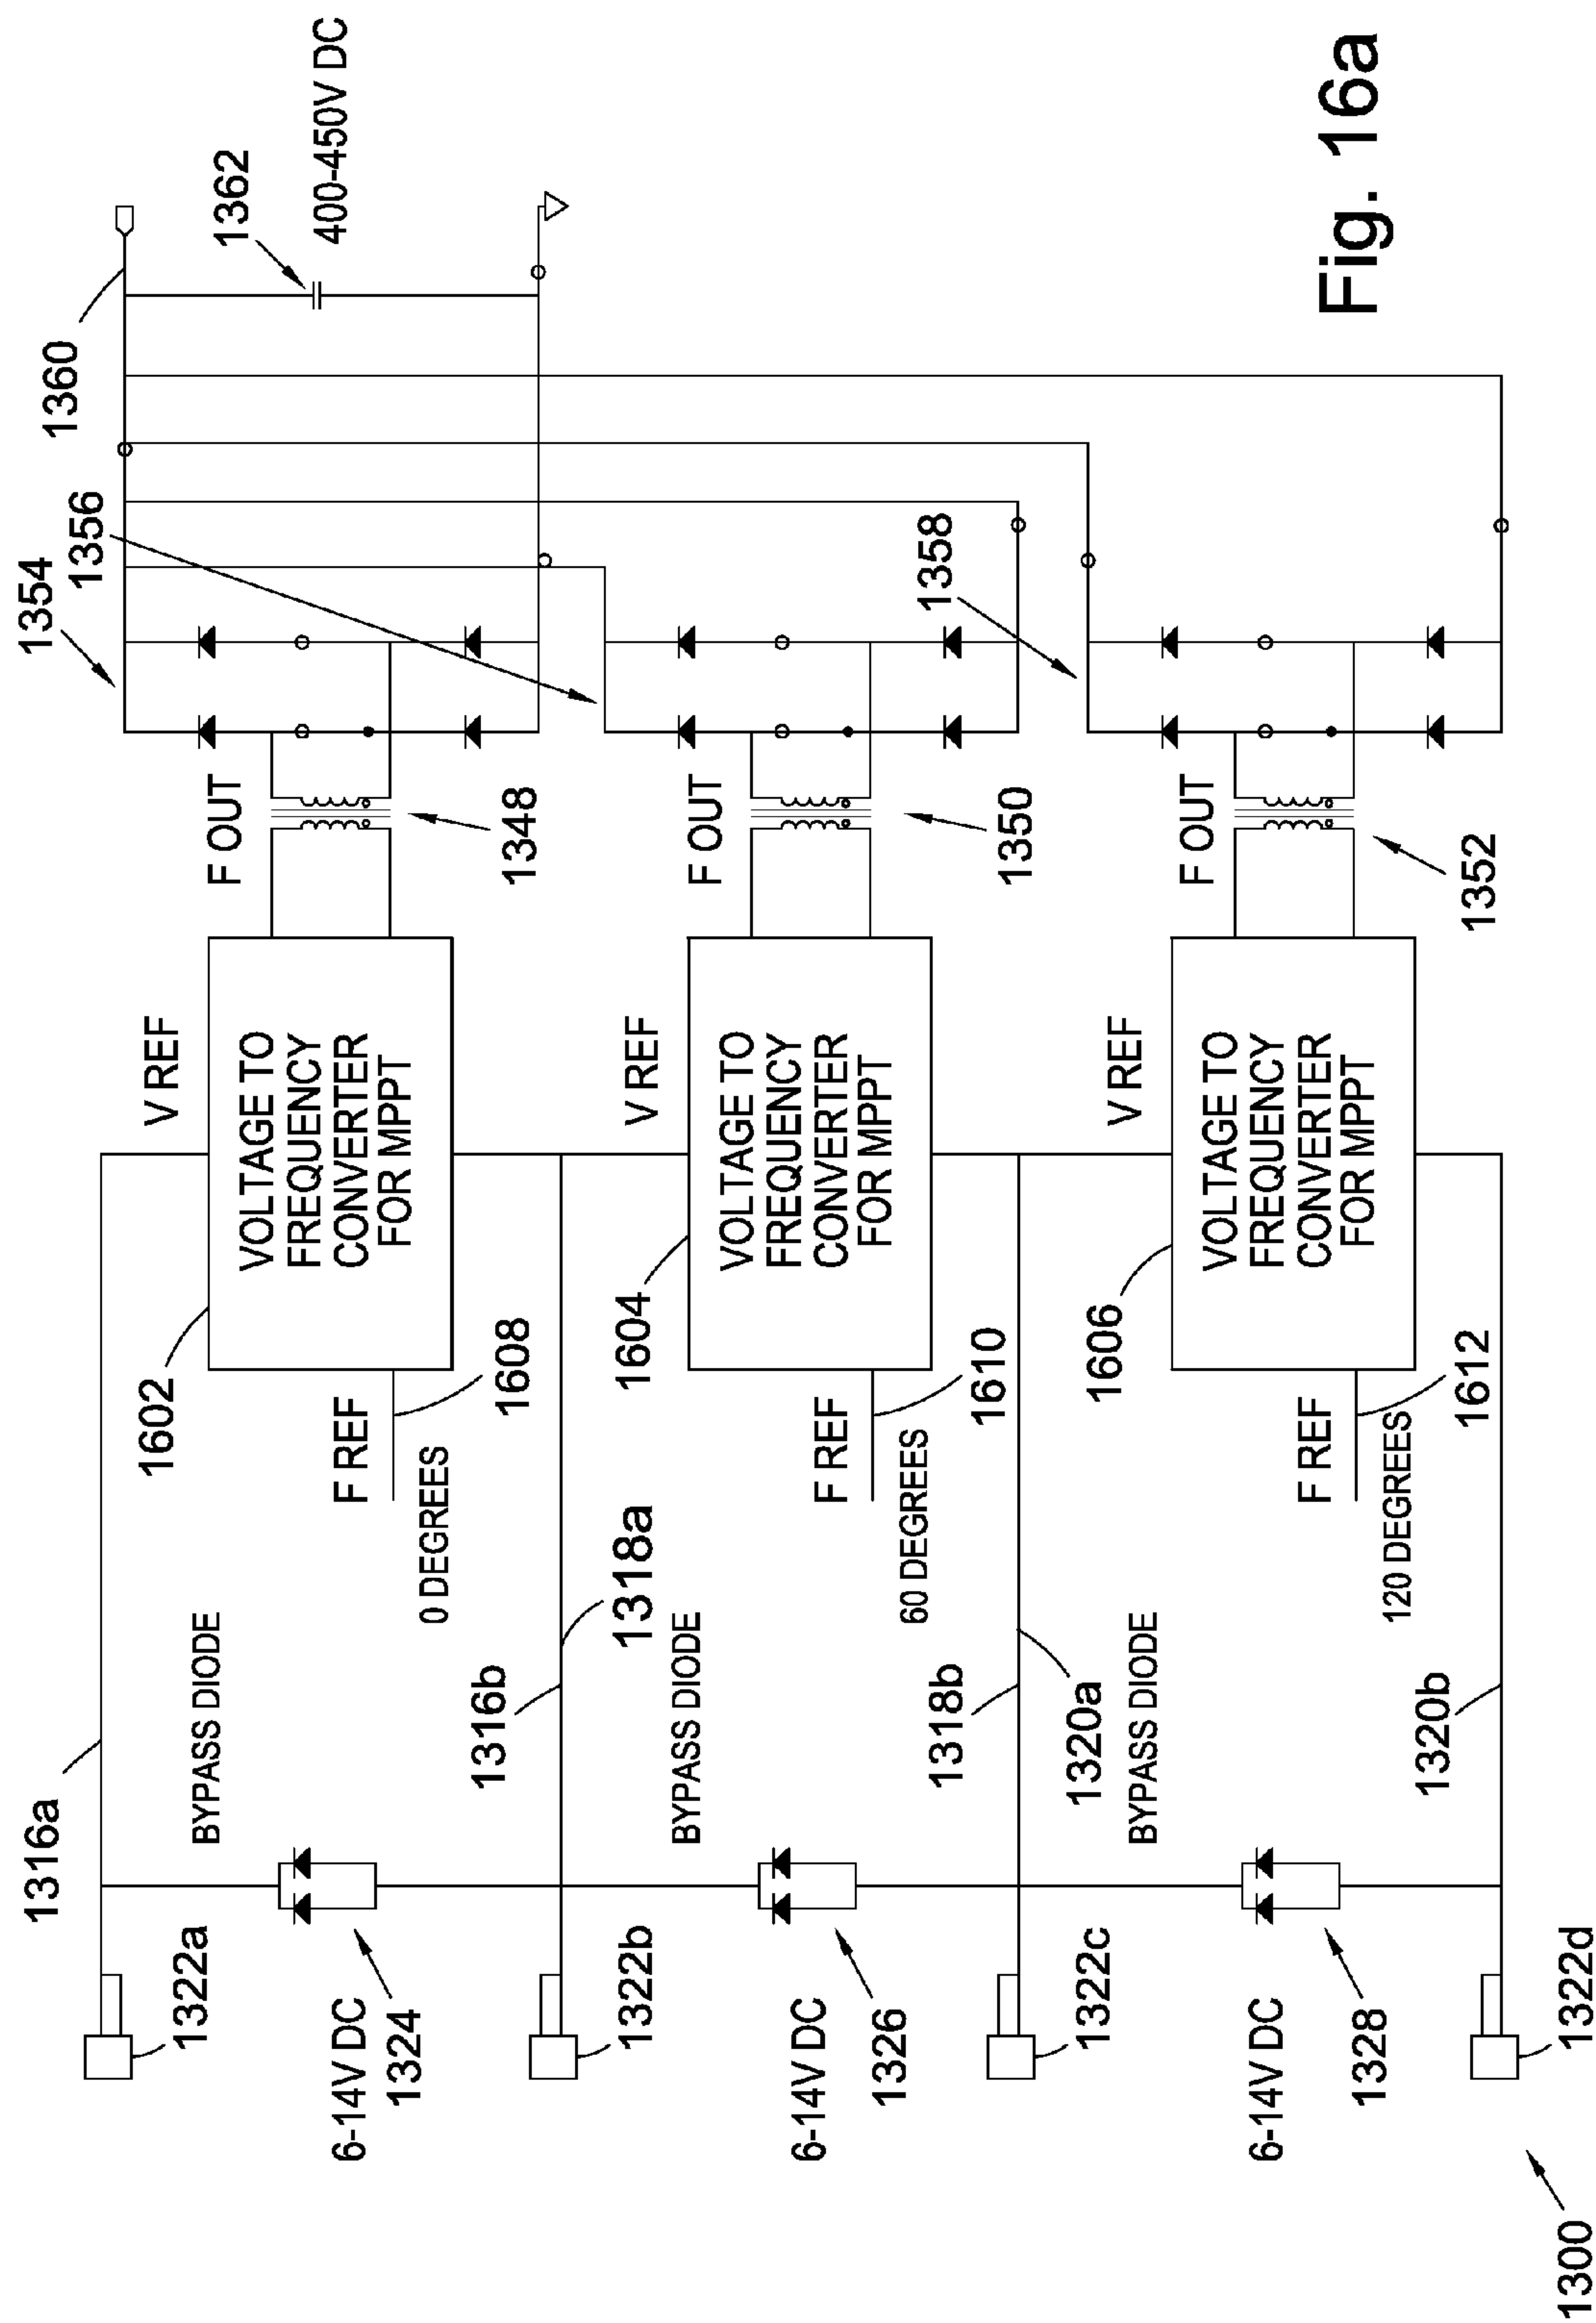 1300
1322a
1316a
6-14V DC
1324
BYPASS DIODE
1322b
1316b
1318a
6-14V DC
1326
BYPASS DIODE
1322c
1318b
1320a
6-14V DC
1328
BYPASS DIODE
1322d
1320b
1602
V REF
VOLTAGE TO
FREQUENCY
CONVERTER
FOR MPPT
F REF
1608
0 DEGREES
1604
V REF
VOLTAGE TO
FREQUENCY
CONVERTER
FOR MPPT
F REF
1610
60 DEGREES
1606
V REF
VOLTAGE TO
FREQUENCY
CONVERTER
FOR MPPT
F REF
1612
120 DEGREES
F OUT
1348
F OUT
1350
F OUT
1352
1354
1356
1358
1360
1362
400-450V DC
Fig. 16a